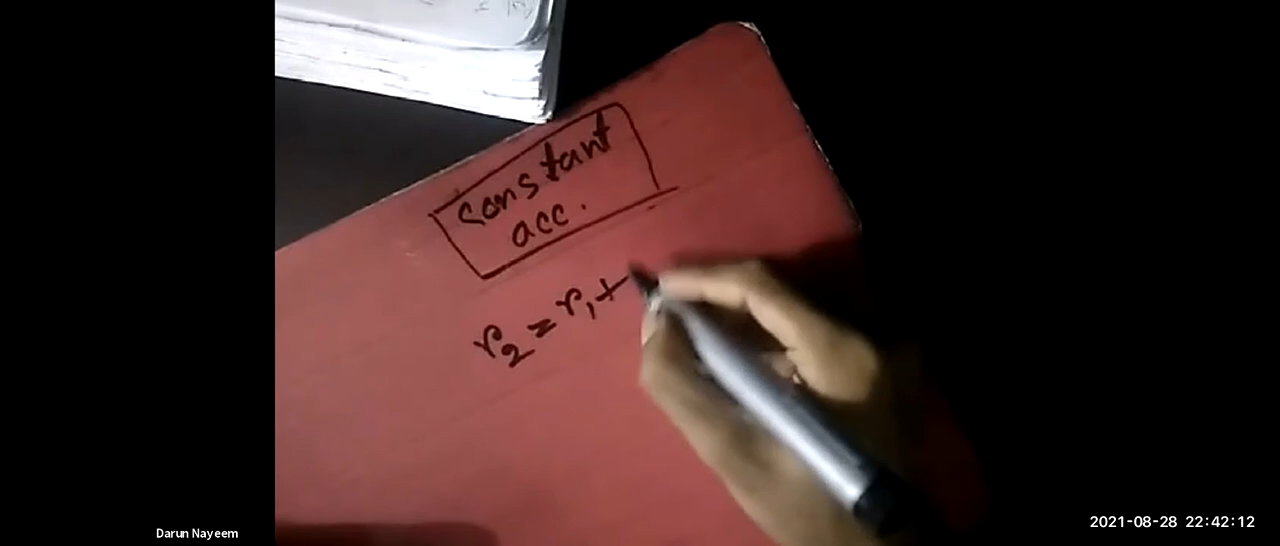 Constant
acc.
r₂ = r₁ +
Darun Nayeem
2021-08-28 22:42:12